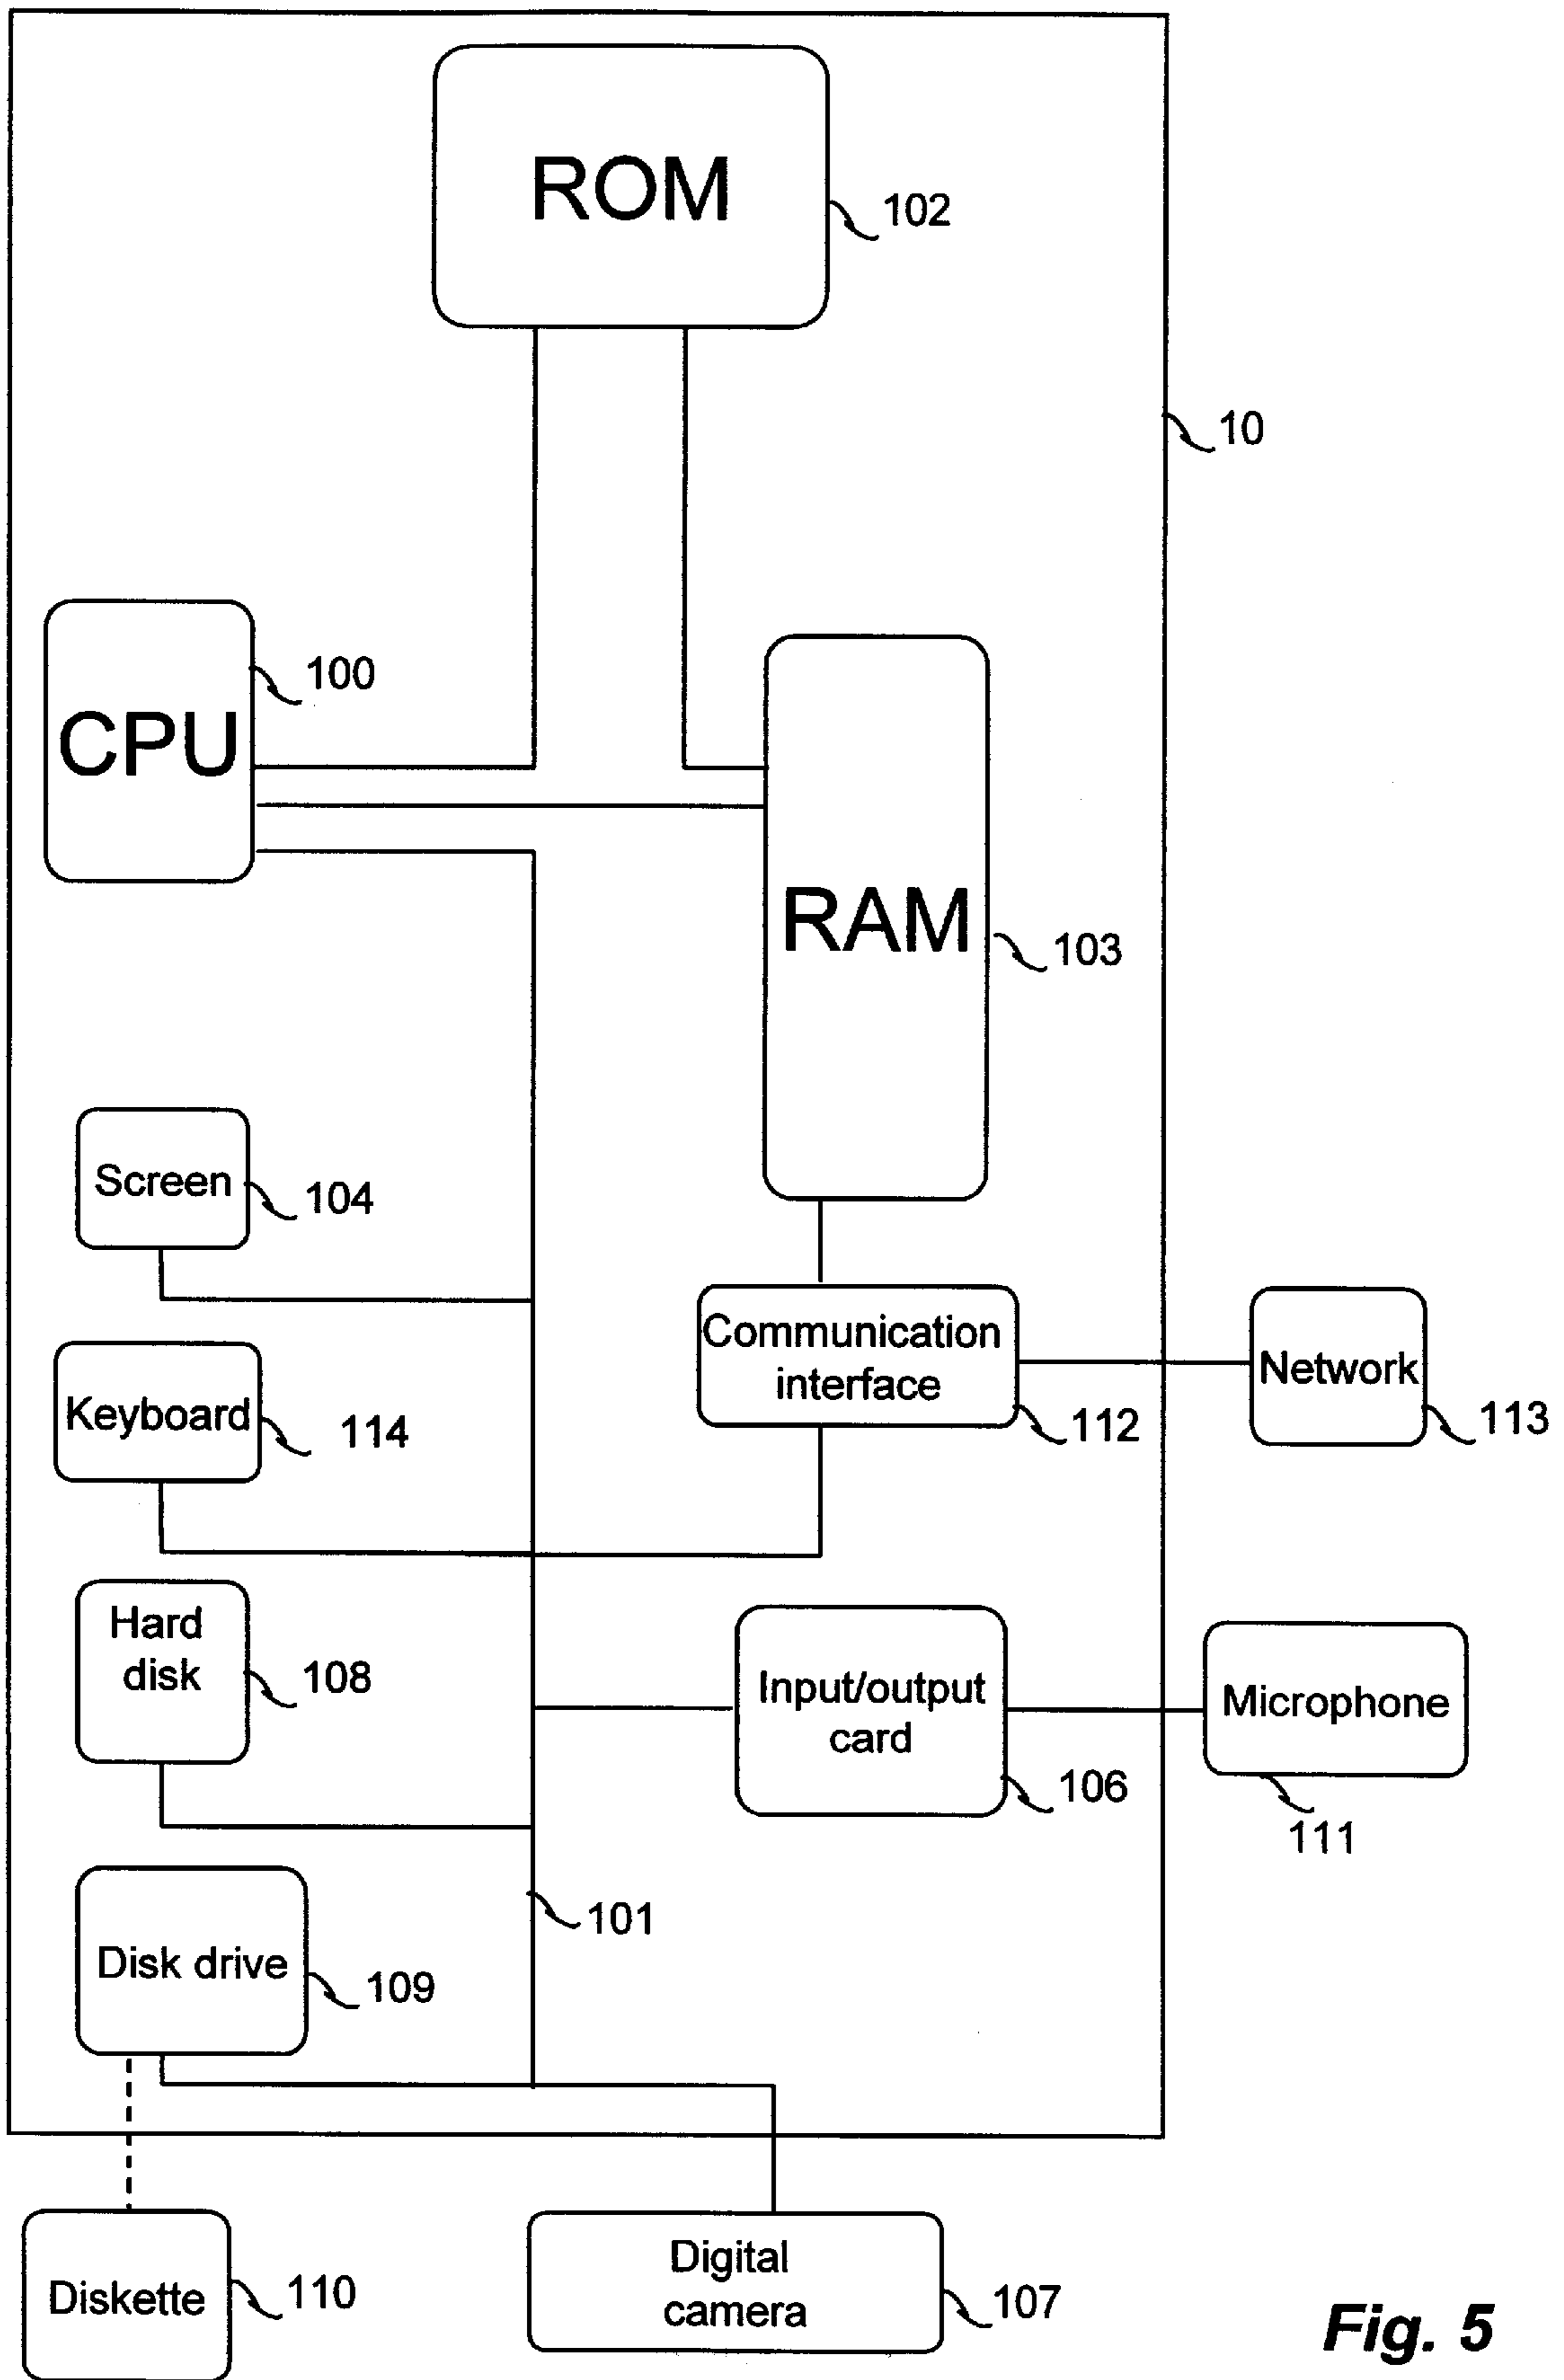 ROM
102
10
100
CPU
RAM
103
Screen
104
Communication
interface
112
Network
113
Keyboard
114
Hard
disk
108
Input/output
card
106
Microphone
111
101
Disk drive
109
Diskette
110
Digital
camera
107
Fig. 5